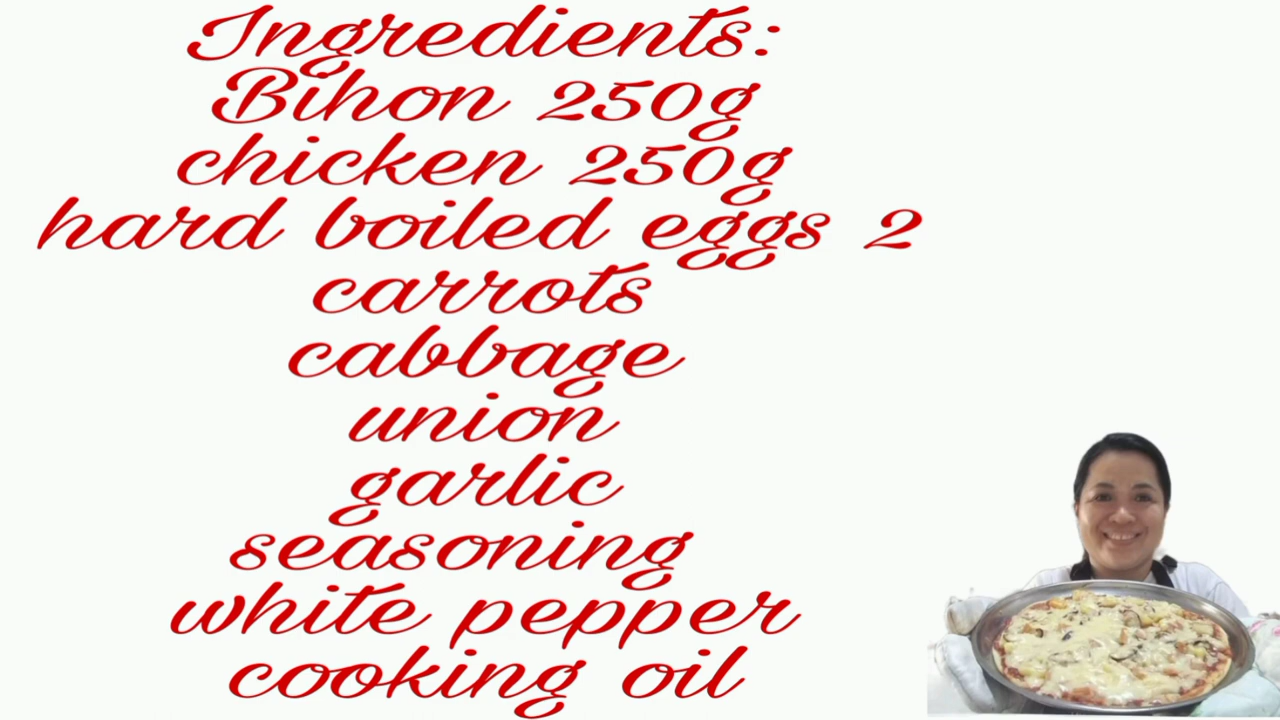 Ingredients:
Bihon 250g
chicken 250g
hard boiled eggs 2
carrots
cabbage
union
garlic
seasoning
white pepper
cooking oil